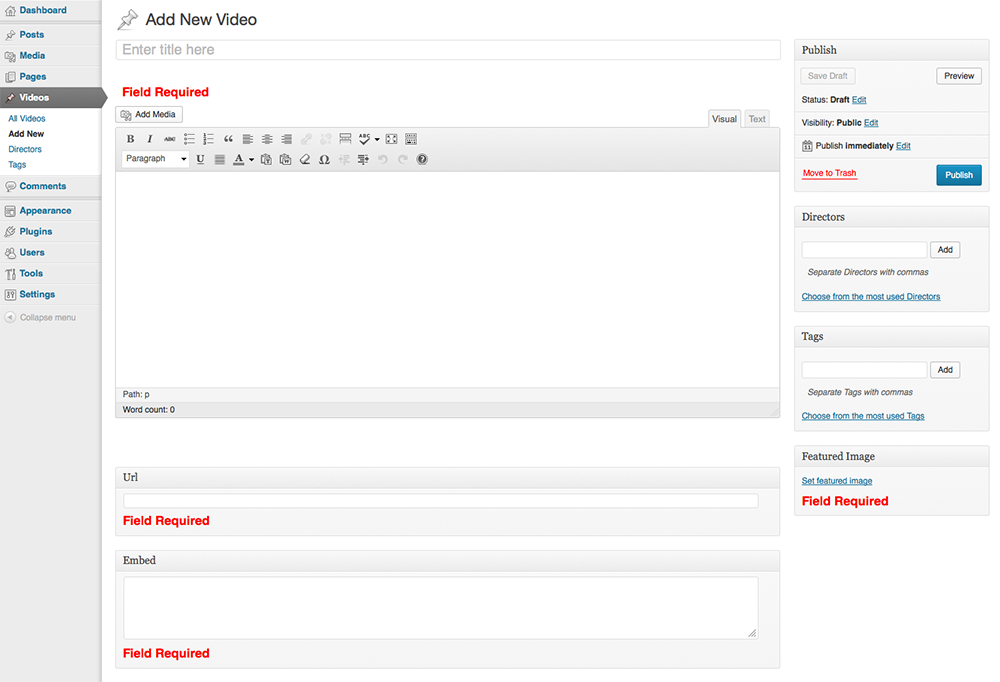 Dashboard
Posts
Media
Pages
Videos
All Videos
Add New
Directors
Tags
Comments
Appearance
Plugins
Users
Tools
Settings
Collapse menu
Add New Video
Enter title here
Field Required
Add Media
Visual Text
B I ABC ABC
Paragraph U A Ω
Path: p
Word count: 0
Url
Field Required
Embed
Field Required
Publish
Save Draft Preview
Status: Draft Edit
Visibility: Public Edit
Publish immediately Edit
Move to Trash Publish
Directors
Add
Separate Directors with commas
Choose from the most used Directors
Tags
Add
Separate Tags with commas
Choose from the most used Tags
Featured Image
Set featured image
Field Required